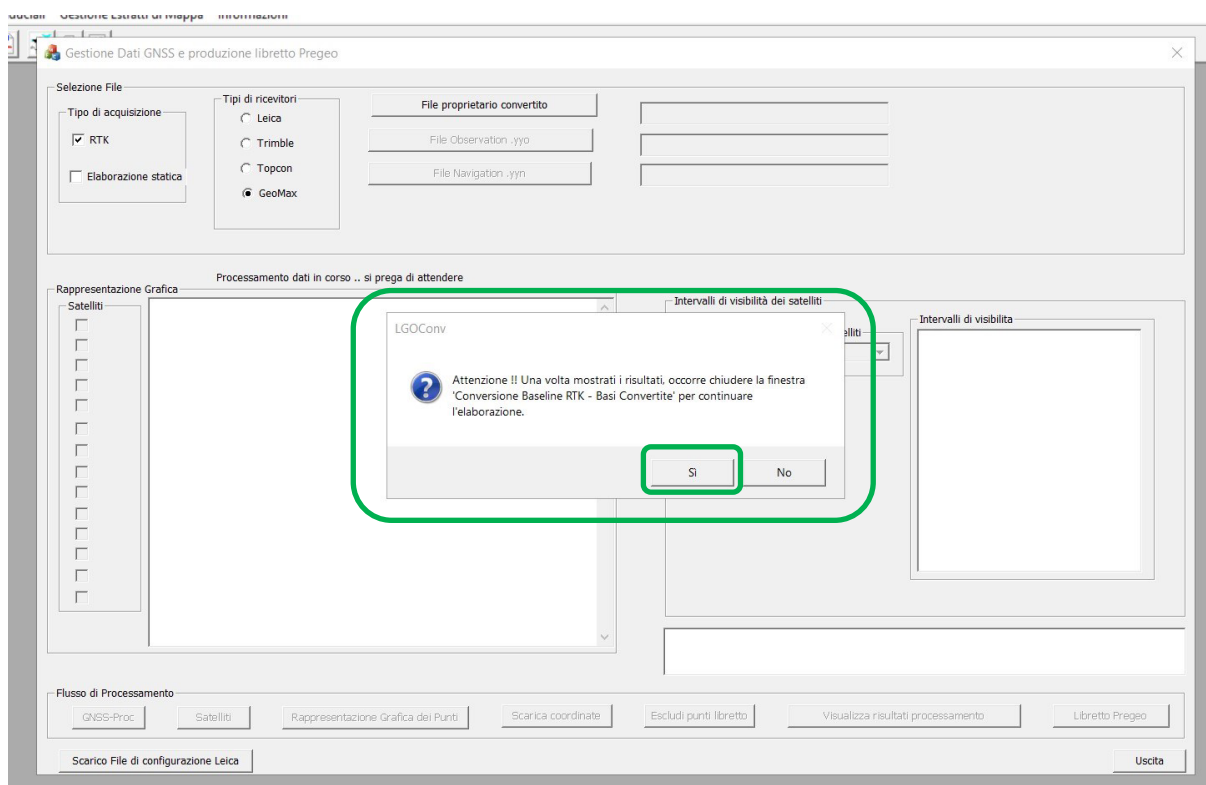 Gestione Estratti di Mappa Informazioni
Gestione Dati GNSS e produzione libretto Pregeo
Selezione File
Tipo di acquisizione
RTK
Elaborazione statica
Tipi di ricevitori
Leica
Trimble
Topcon
GeoMax
File proprietario convertito
File Observation .yyo
File Navigation .yyn
Processamento dati in corso .. si prega di attendere
Rappresentazione Grafica
Satelliti
Intervalli di visibilità dei satelliti
Intervalli di visibilita
LGOConv
Attenzione !! Una volta mostrati i risultati, occorre chiudere la finestra
'Conversione Baseline RTK - Basi Convertite' per continuare
l'elaborazione.
Sì
No
Flusso di Processamento
GNSS-Proc
Satelliti
Rappresentazione Grafica dei Punti
Scarica coordinate
Escludi punti libretto
Visualizza risultati processamento
Libretto Pregeo
Scarico File di configurazione Leica
Uscita